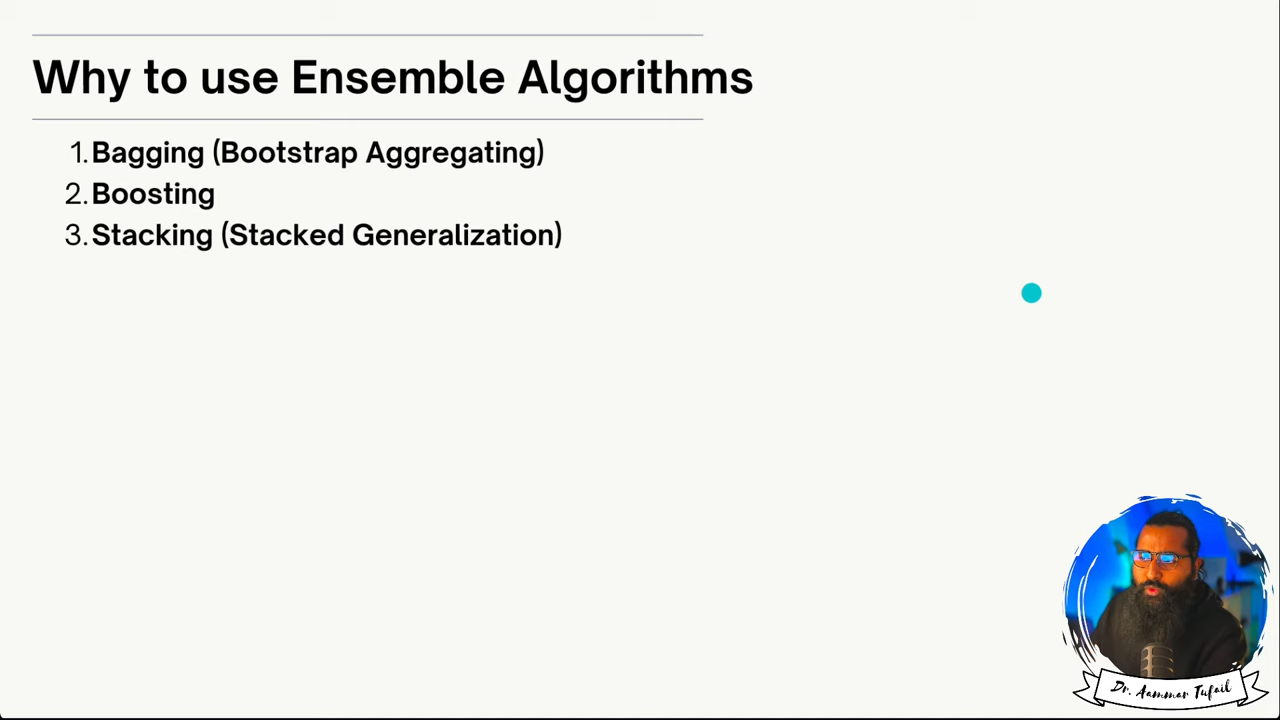 Why to use Ensemble Algorithms
1. Bagging (Bootstrap Aggregating)
2. Boosting
3. Stacking (Stacked Generalization)
Dr. Aammar Tufail